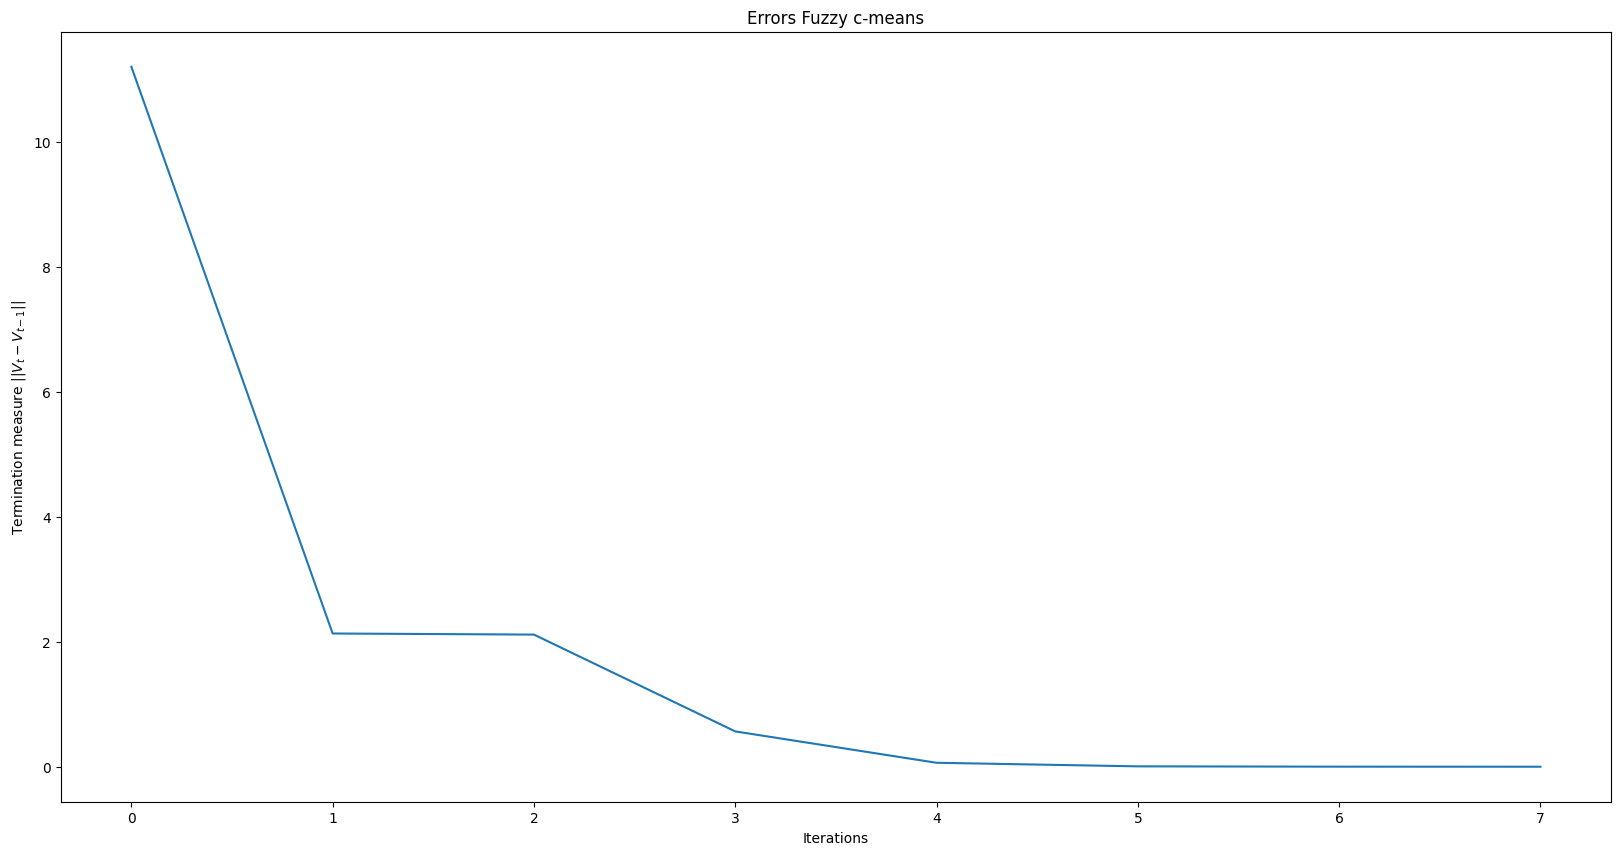 Errors Fuzzy c-means
10
8
6
4
2
0
Termination measure ||V_t − V_{t−1}||
0 1 2 3 4 5 6 7
Iterations